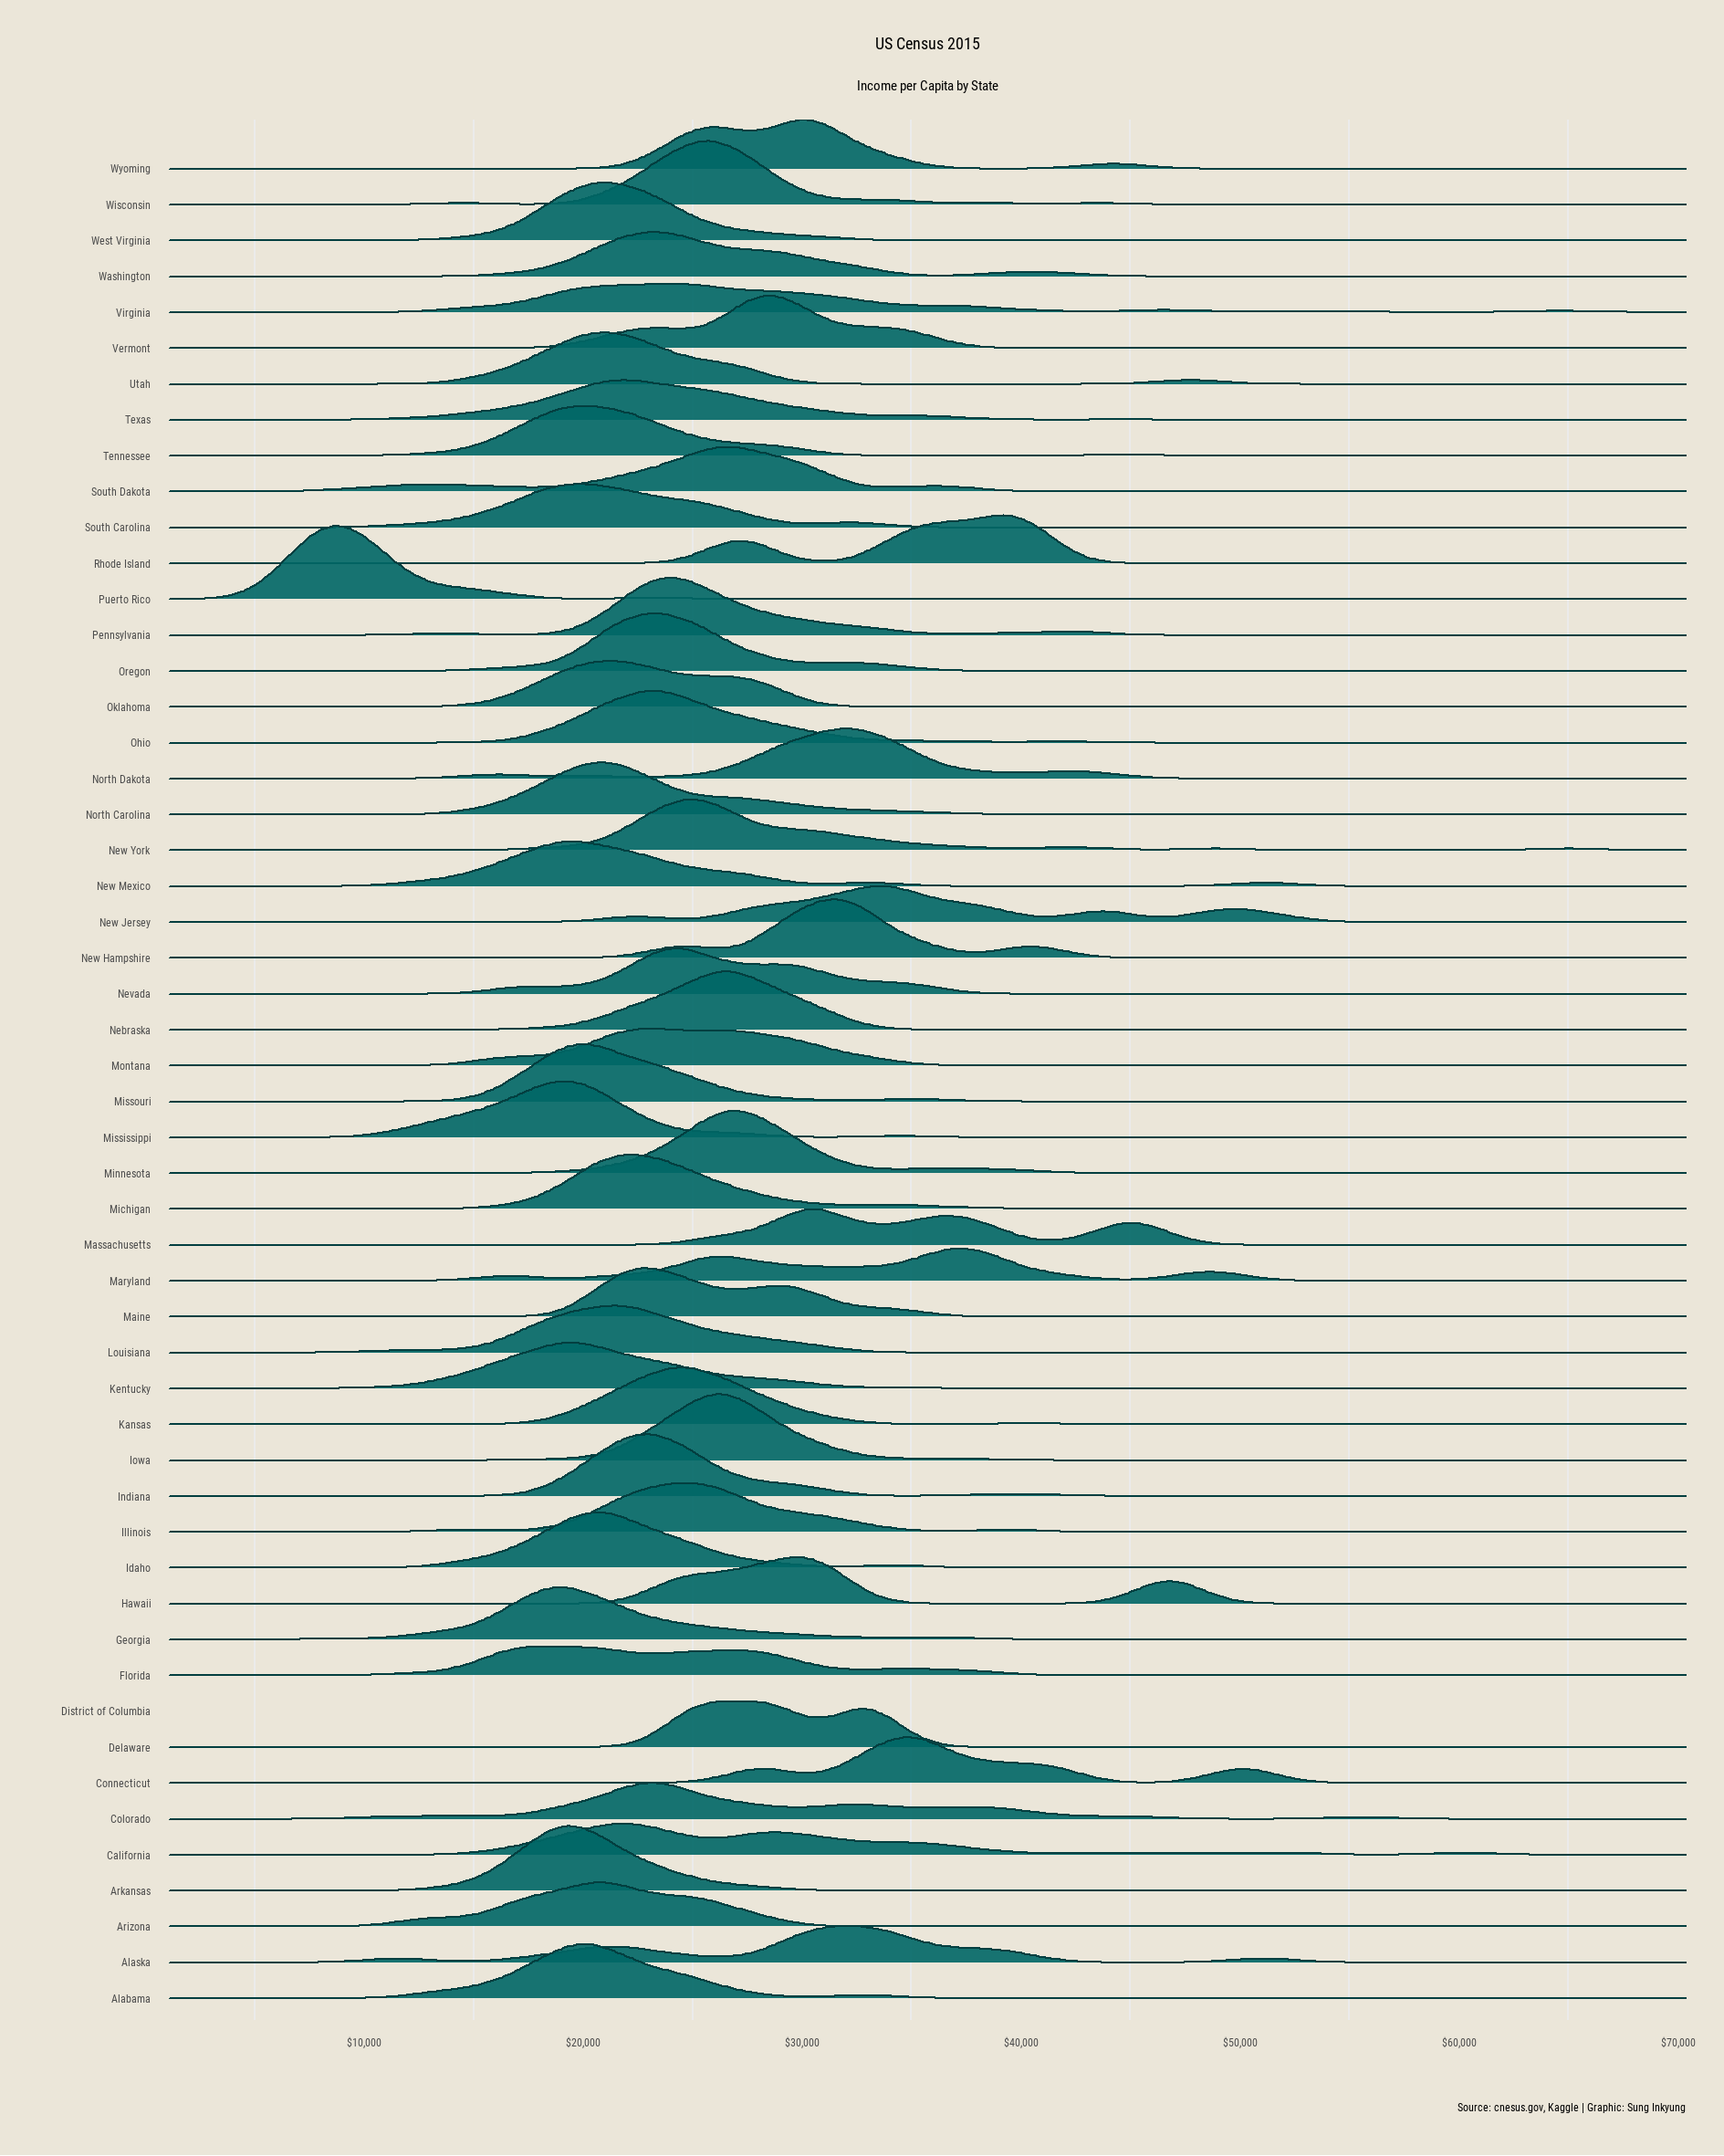 US Census 2015
Income per Capita by State
Wyoming
Wisconsin
West Virginia
Washington
Virginia
Vermont
Utah
Texas
Tennessee
South Dakota
South Carolina
Rhode Island
Puerto Rico
Pennsylvania
Oregon
Oklahoma
Ohio
North Dakota
North Carolina
New York
New Mexico
New Jersey
New Hampshire
Nevada
Nebraska
Montana
Missouri
Mississippi
Minnesota
Michigan
Massachusetts
Maryland
Maine
Louisiana
Kentucky
Kansas
Iowa
Indiana
Illinois
Idaho
Hawaii
Georgia
Florida
District of Columbia
Delaware
Connecticut
Colorado
California
Arkansas
Arizona
Alaska
Alabama
$10,000 $20,000 $30,000 $40,000 $50,000 $60,000 $70,000
Source: cnesus.gov, Kaggle | Graphic: Sung Inkyung